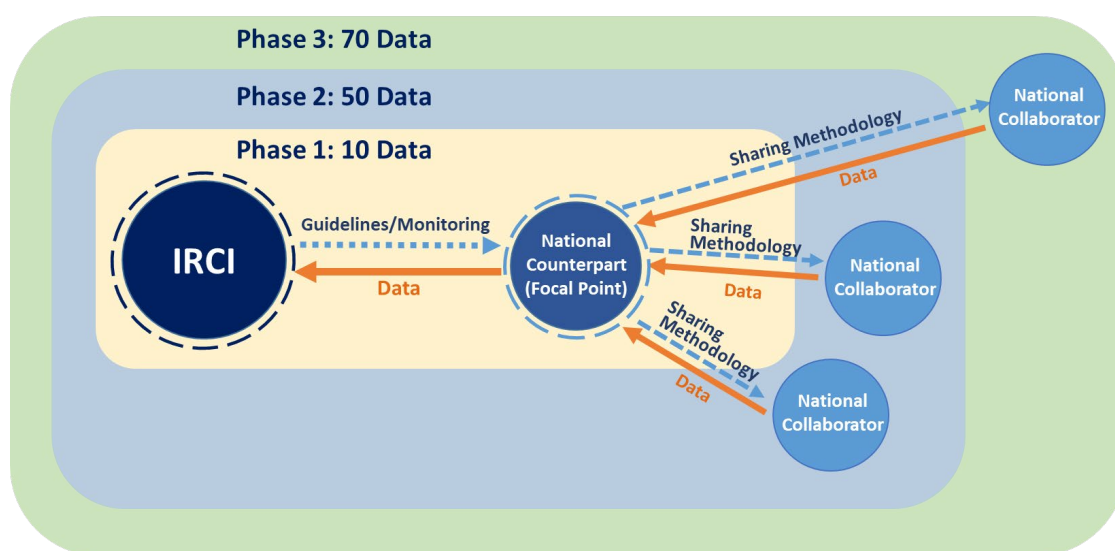 Phase 3: 70 Data
Phase 2: 50 Data
Phase 1: 10 Data
IRCI
Guidelines/Monitoring
Data
National
Counterpart
(Focal Point)
Sharing Methodology
Data
National
Collaborator
Sharing
Methodology
Data
National
Collaborator
Sharing
Methodology
Data
National
Collaborator